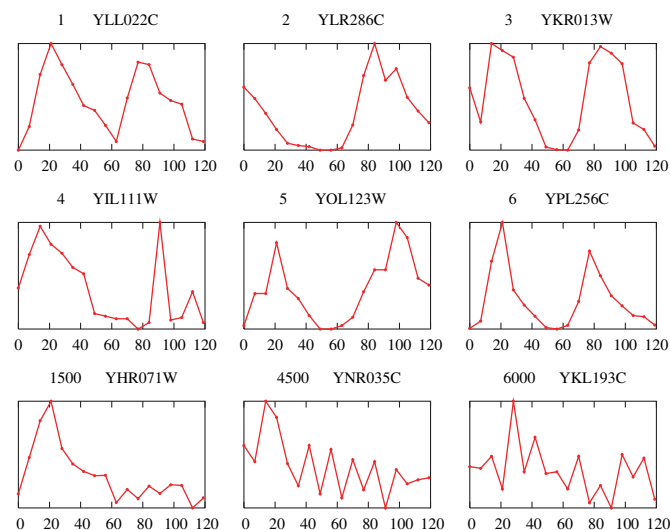 1 YLL022C 2 YLR286C 3 YKR013W
0 20 40 60 80 100 120 0 20 40 60 80 100 120 0 20 40 60 80 100 120
4 YIL111W 5 YOL123W 6 YPL256C
0 20 40 60 80 100 120 0 20 40 60 80 100 120 0 20 40 60 80 100 120
1500 YHR071W 4500 YNR035C 6000 YKL193C
0 20 40 60 80 100 120 0 20 40 60 80 100 120 0 20 40 60 80 100 120